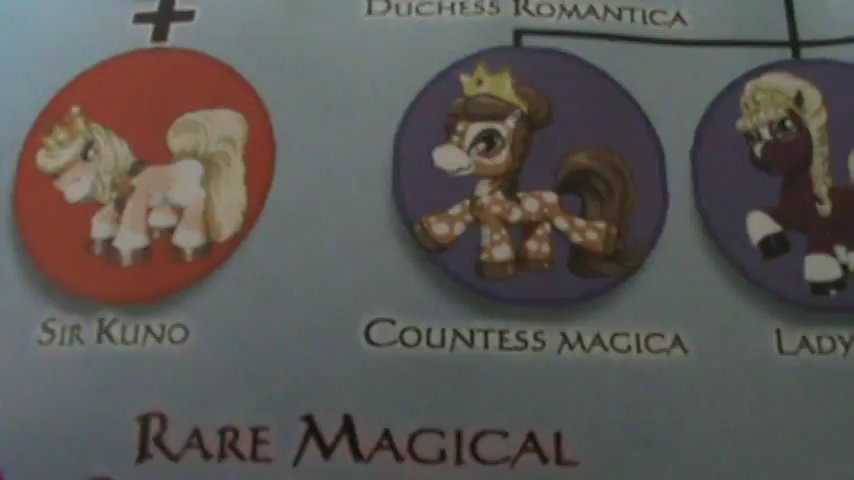 DUCHESS ROMANTICA
SIR KUNO
COUNTESS MAGICA
LADY
RARE MAGICAL